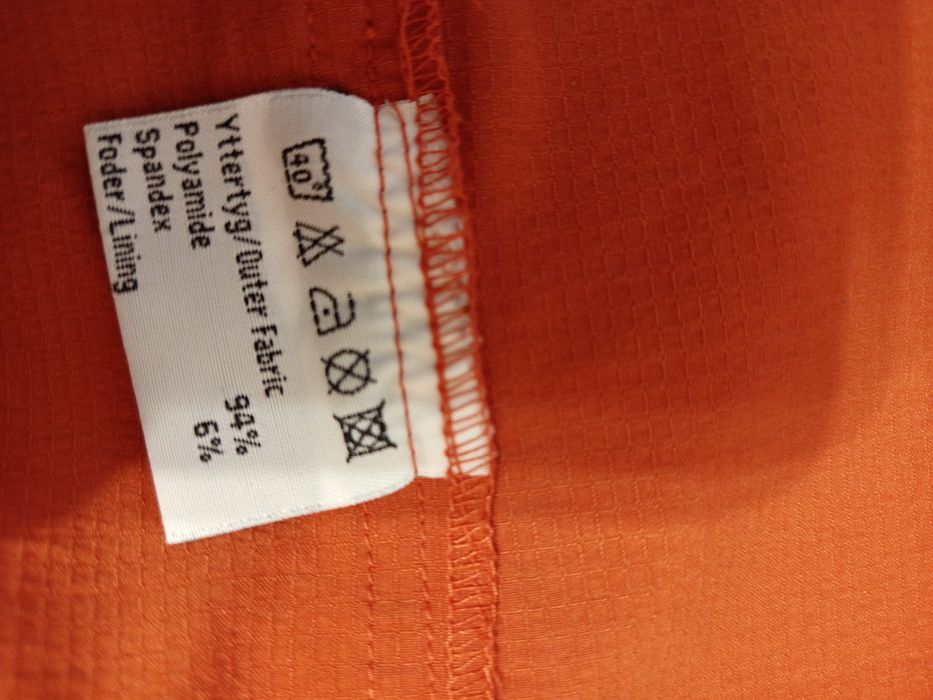 40
Yttertyg/Outer Fabric
Polyamide 94%
Spandex 6%
Foder/Lining